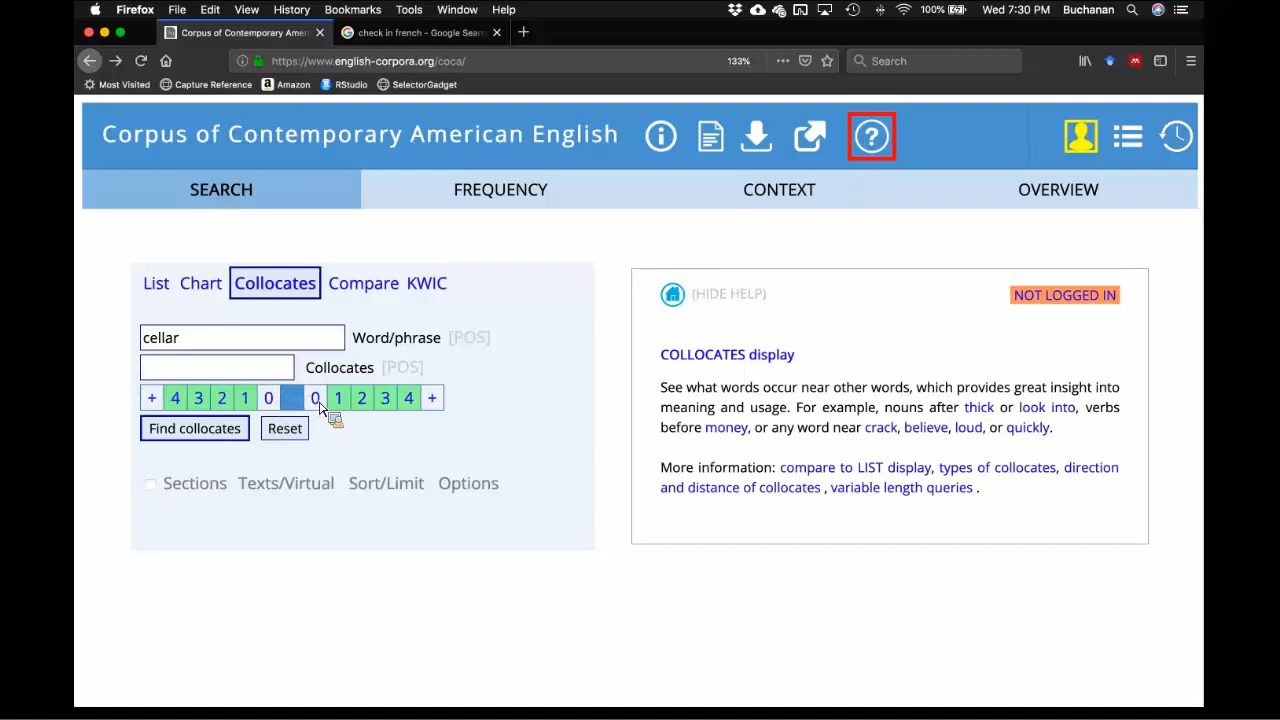 Firefox File Edit View History Bookmarks Tools Window Help 100% Wed 7:30 PM Buchanan
Corpus of Contemporary Amer × check in french - Google Sear × +
https://www.english-corpora.org/coca/ 133% Search
Most Visited Capture Reference Amazon RStudio SelectorGadget
Corpus of Contemporary American English
SEARCH FREQUENCY CONTEXT OVERVIEW
List Chart Collocates Compare KWIC
cellar Word/phrase [POS]
Collocates [POS]
+ 4 3 2 1 0 0 1 2 3 4 +
Find collocates Reset
Sections Texts/Virtual Sort/Limit Options
(HIDE HELP) NOT LOGGED IN
COLLOCATES display
See what words occur near other words, which provides great insight into
meaning and usage. For example, nouns after thick or look into, verbs
before money, or any word near crack, believe, loud, or quickly.
More information: compare to LIST display, types of collocates, direction
and distance of collocates , variable length queries .